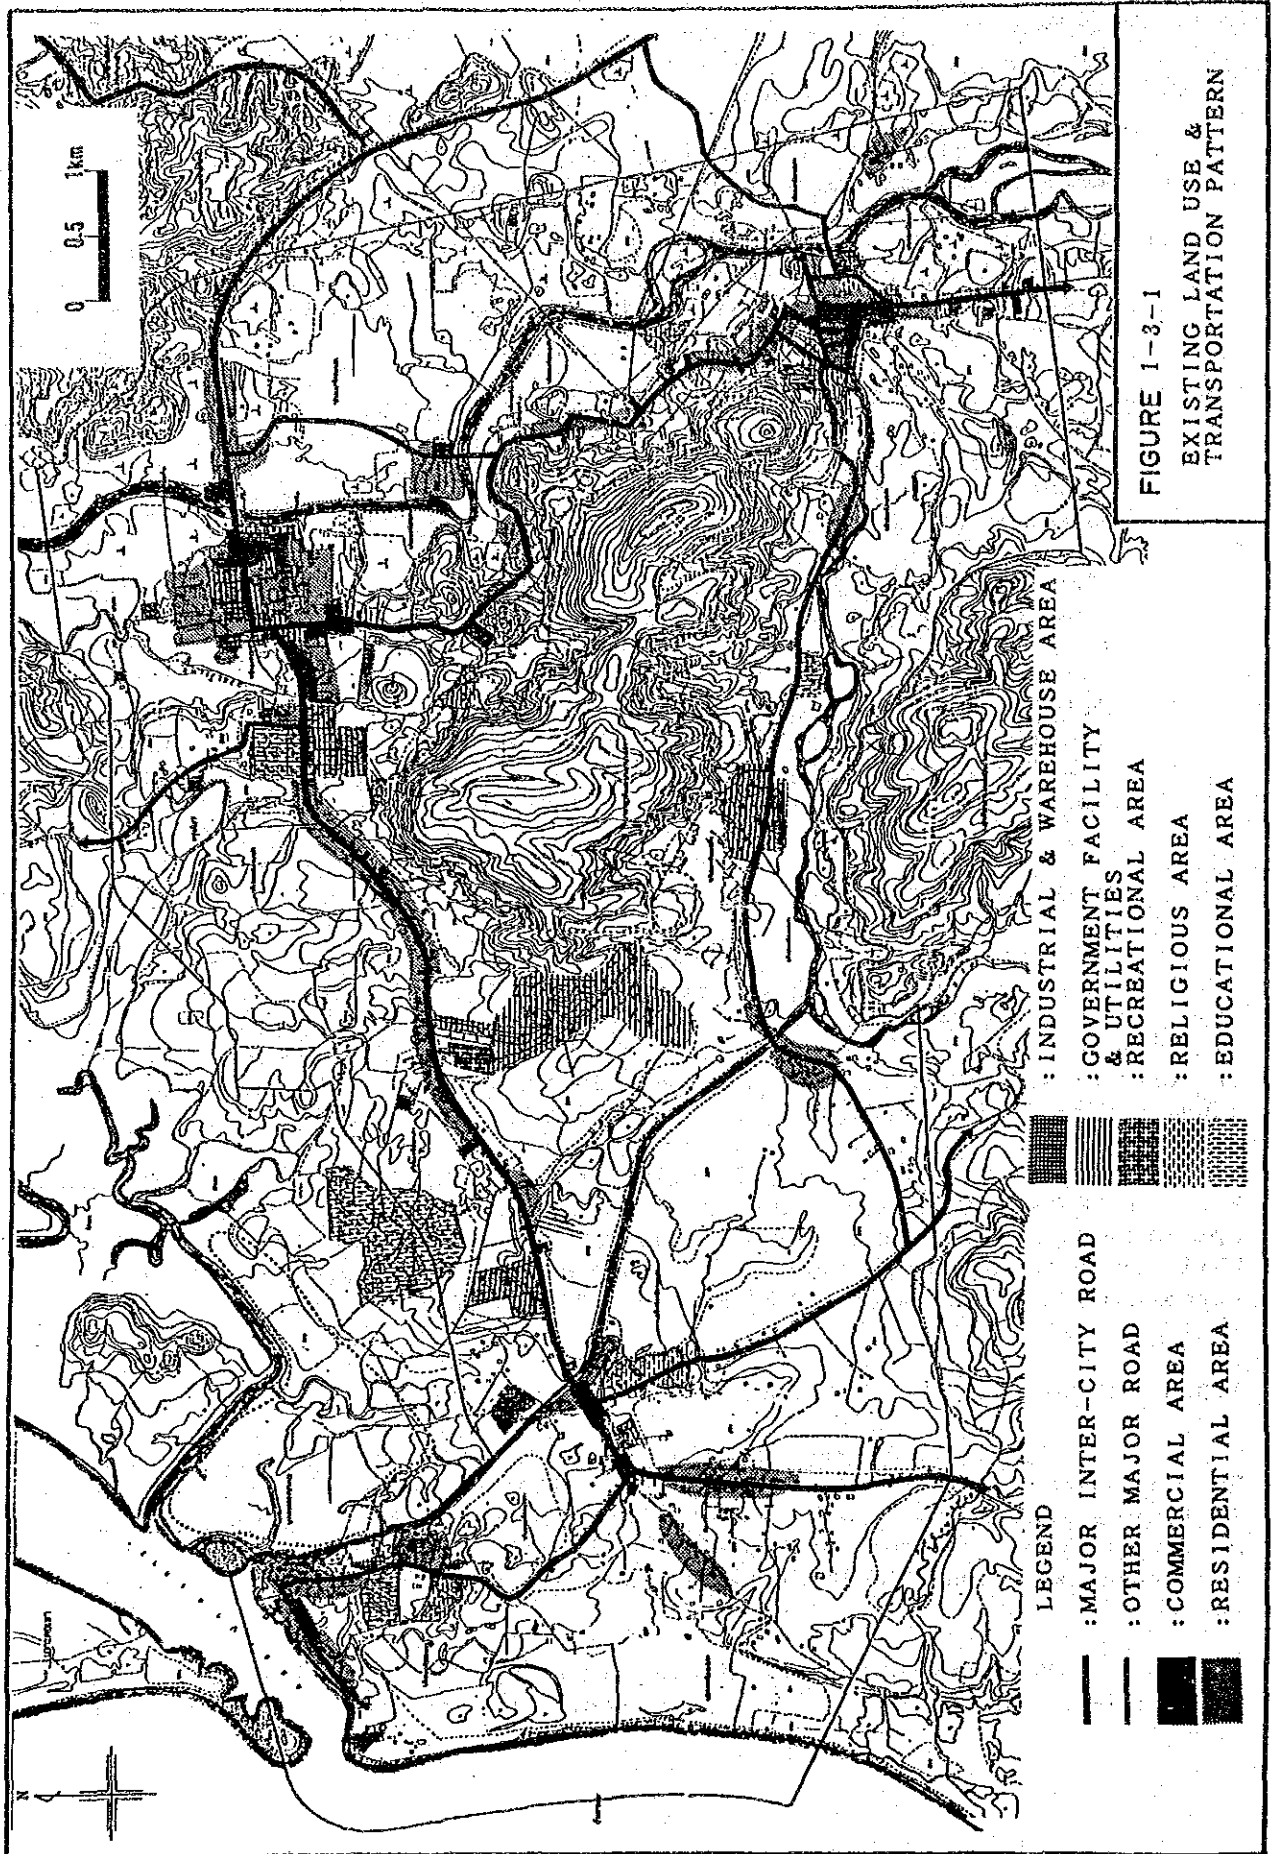 N
0 0.5 1km
FIGURE 1-3-1
EXISTING LAND USE &
TRANSPORTATION PATTERN
LEGEND
:MAJOR INTER-CITY ROAD
:OTHER MAJOR ROAD
:COMMERCIAL AREA
:RESIDENTIAL AREA
:INDUSTRIAL & WAREHOUSE AREA
:GOVERNMENT FACILITY
& UTILITIES
:RECREATIONAL AREA
:RELIGIOUS AREA
:EDUCATIONAL AREA